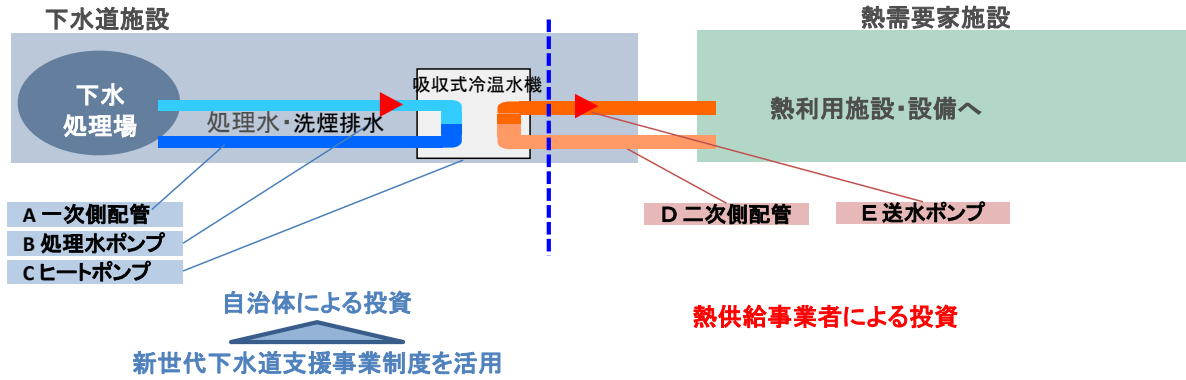 下水道施設
熱需要家施設
吸収式冷温水機
下水
処理場
処理水・洗煙排水
熱利用施設・設備へ
A 一次側配管
B 処理水ポンプ
C ヒートポンプ
D 二次側配管
E 送水ポンプ
自治体による投資
熱供給事業者による投資
新世代下水道支援事業制度を活用